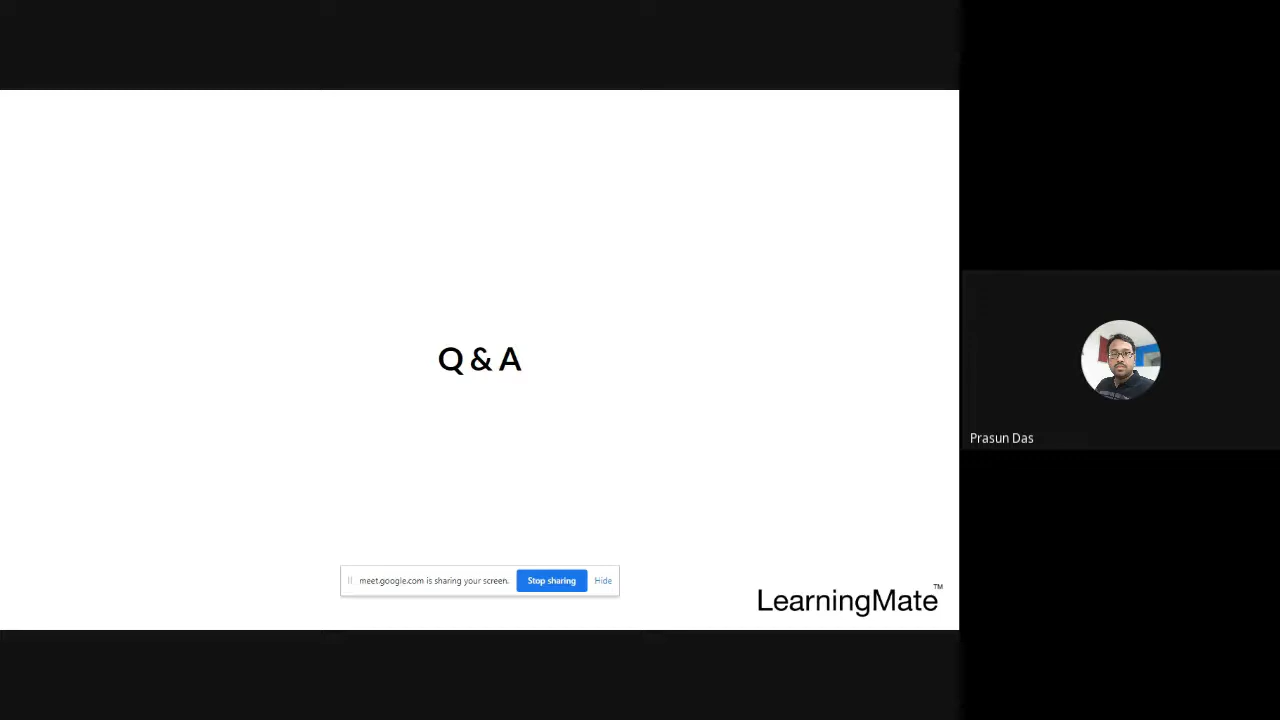 Q & A
meet.google.com is sharing your screen.
Stop sharing
Hide
LearningMate™
Prasun Das